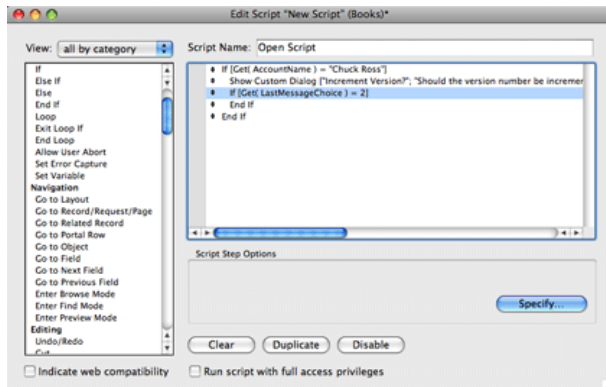 Edit Script "New Script" (Books)*
View: all by category
Script Name: Open Script
If
Else If
Else
End If
Loop
Exit Loop If
End Loop
Allow User Abort
Set Error Capture
Set Variable
Navigation
Go to Layout
Go to Record/Request/Page
Go to Related Record
Go to Portal Row
Go to Object
Go to Field
Go to Next Field
Go to Previous Field
Enter Browse Mode
Enter Find Mode
Enter Preview Mode
Editing
Undo/Redo
Cut
If [Get( AccountName ) = "Chuck Ross"]
Show Custom Dialog ["Increment Version?"; "Should the version number be incremen
If [Get( LastMessageChoice ) = 2]
End If
End If
Script Step Options
Specify...
Clear
Duplicate
Disable
Indicate web compatibility
Run script with full access privileges